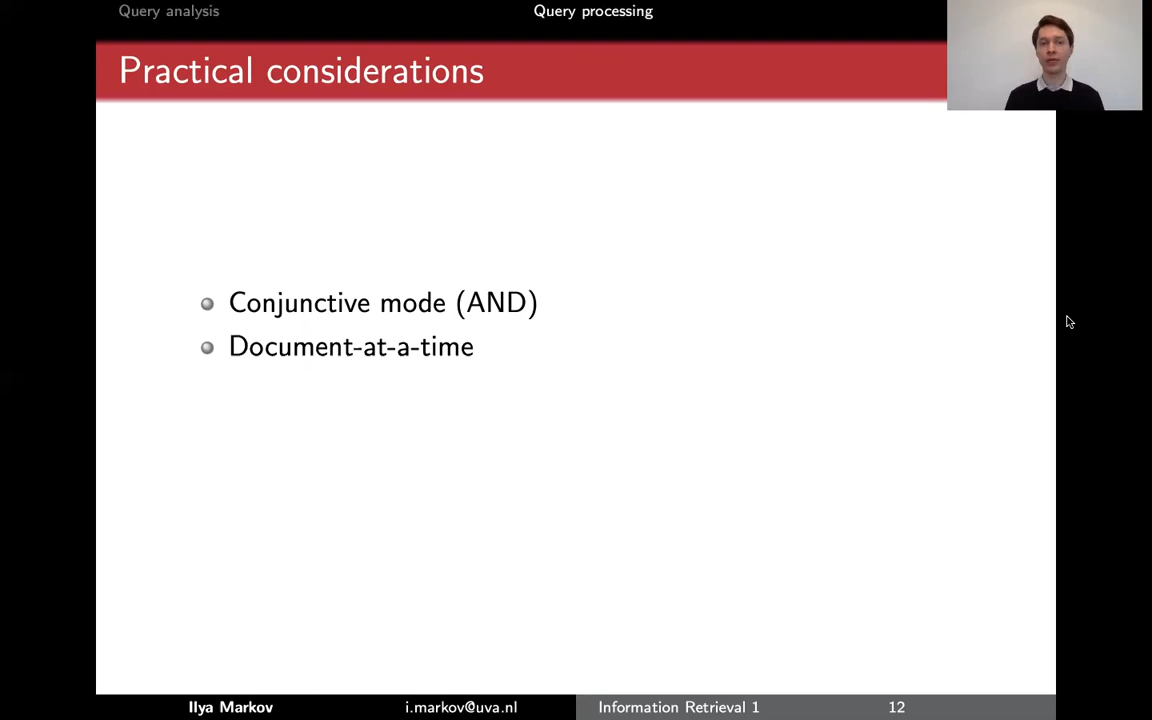 Query analysis
Query processing
Practical considerations
Conjunctive mode (AND)
Document-at-a-time
Ilya Markov
i.markov@uva.nl
Information Retrieval 1
12